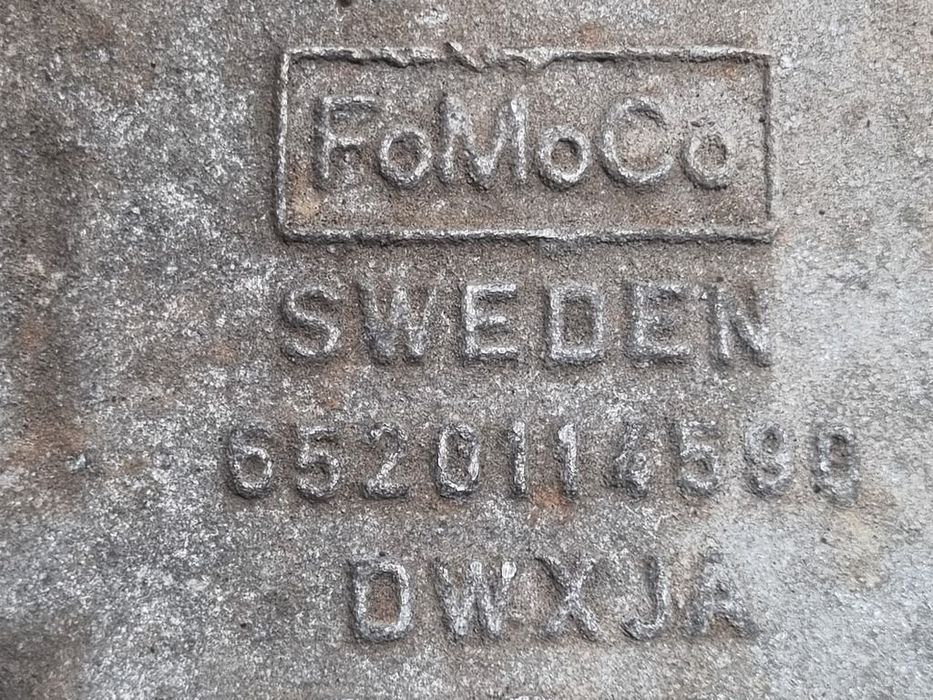 FoMoCo
SWEDEN
6520114590
DWXJA